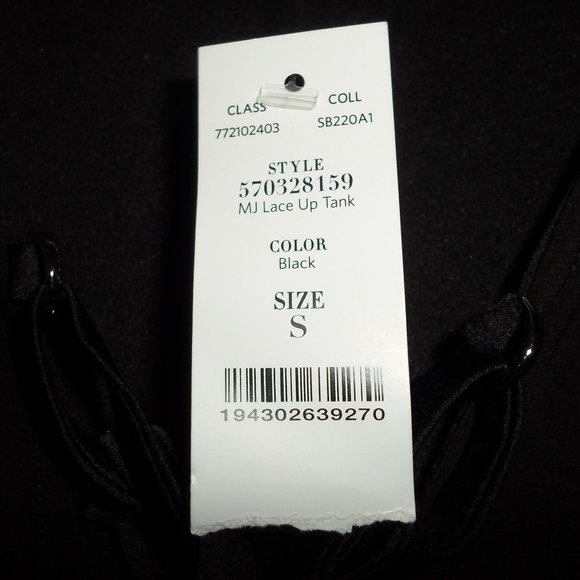 CLASS COLL
772102403 SB220A1
STYLE
570328159
MJ Lace Up Tank
COLOR
Black
SIZE
S
194302639270